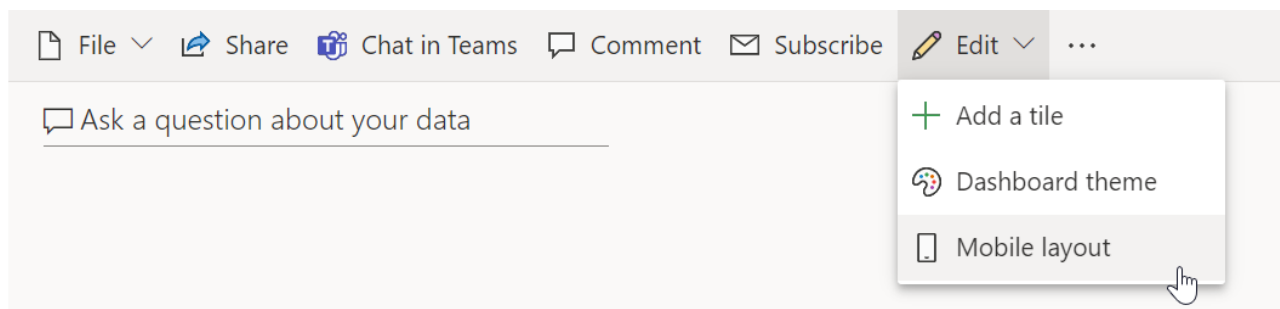 File Share Chat in Teams Comment Subscribe Edit ...
Ask a question about your data
Add a tile
Dashboard theme
Mobile layout